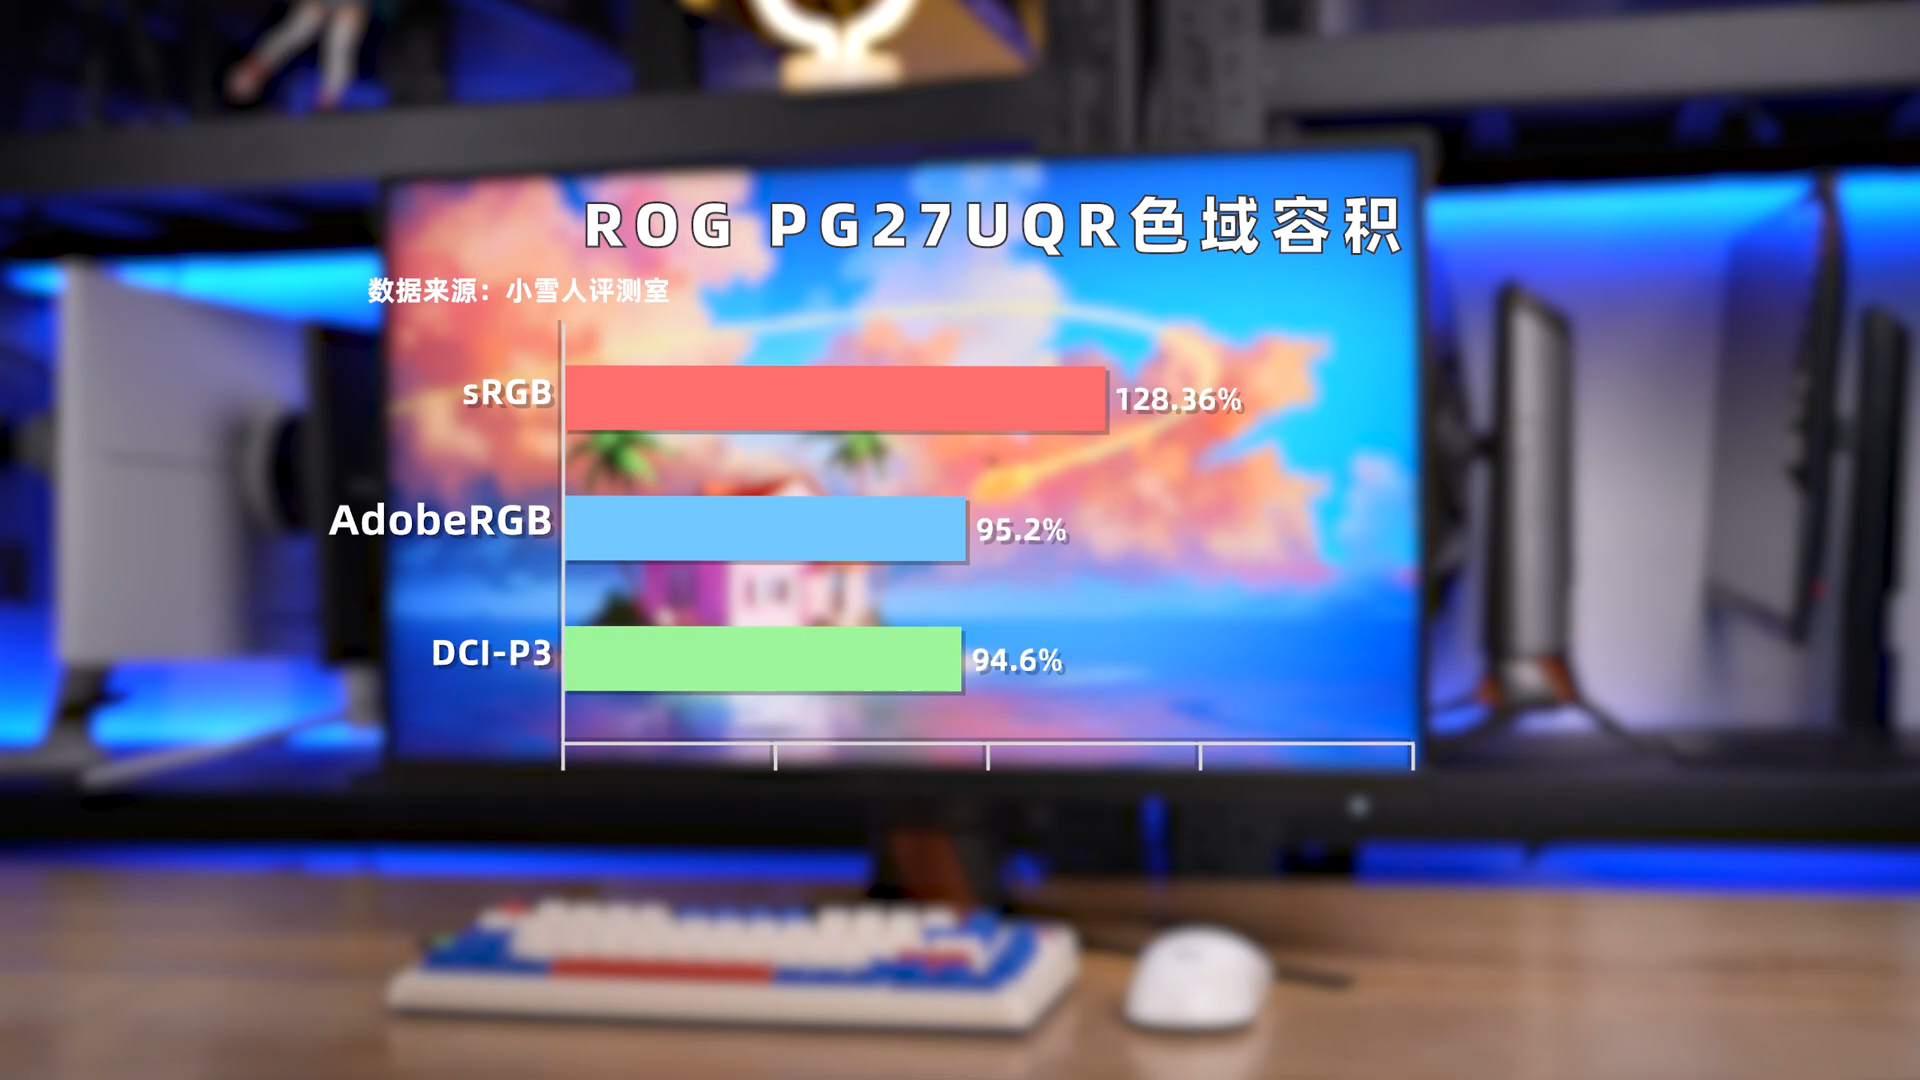 ROG PG27UQR色域容积
数据来源：小雪人评测室
sRGB 128.36%
AdobeRGB 95.2%
DCI-P3 94.6%